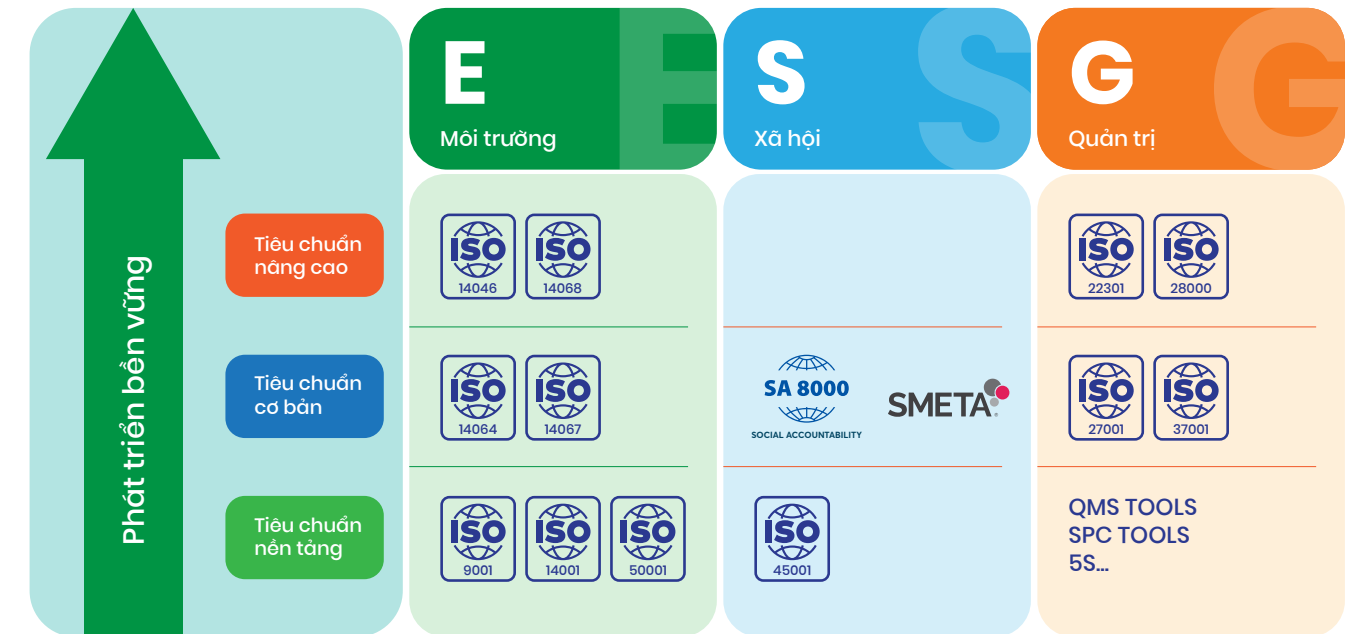 E
Môi trường
S
Xã hội
G
Quản trị
Phát triển bền vững
Tiêu chuẩn
nâng cao
ISO
14046
ISO
14068
ISO
22301
ISO
28000
Tiêu chuẩn
cơ bản
ISO
14064
ISO
14067
SA 8000
SOCIAL ACCOUNTABILITY
SMETA
ISO
27001
ISO
37001
Tiêu chuẩn
nền tảng
ISO
9001
ISO
14001
ISO
50001
ISO
45001
QMS TOOLS
SPC TOOLS
5S...